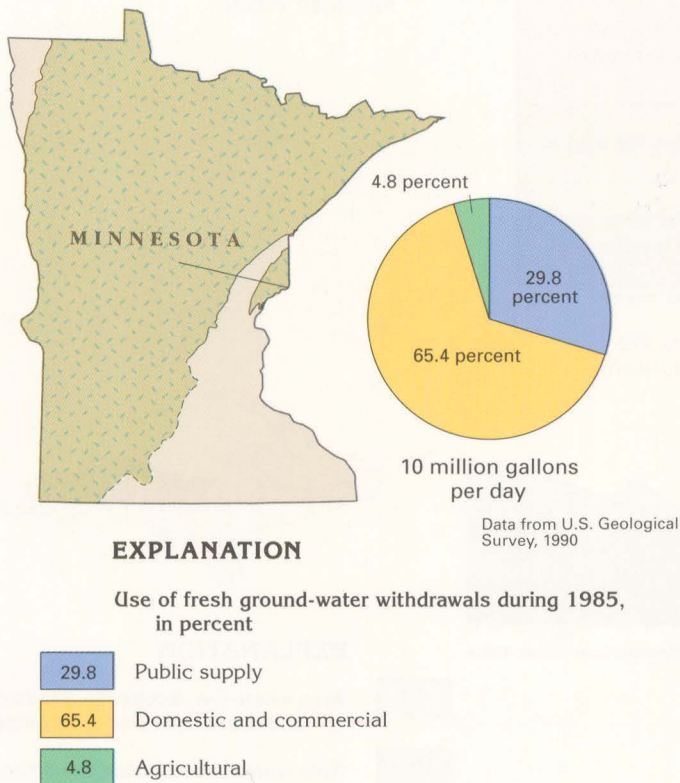 4.8 percent
MINNESOTA
29.8
percent
65.4 percent
10 million gallons
per day
Data from U.S. Geological
Survey, 1990
EXPLANATION
Use of fresh ground-water withdrawals during 1985,
in percent
29.8 Public supply
65.4 Domestic and commercial
4.8 Agricultural